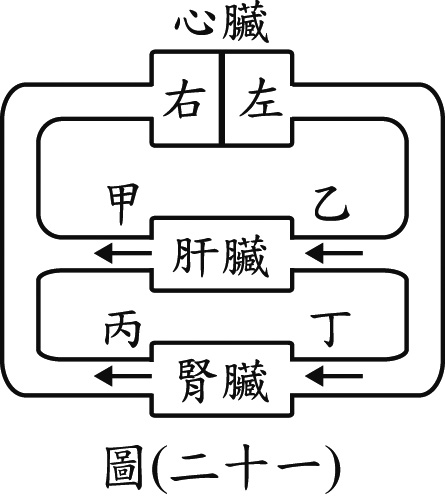 心臟
右 左
甲 乙
肝臟
丙 丁
腎臟
圖(二十一)